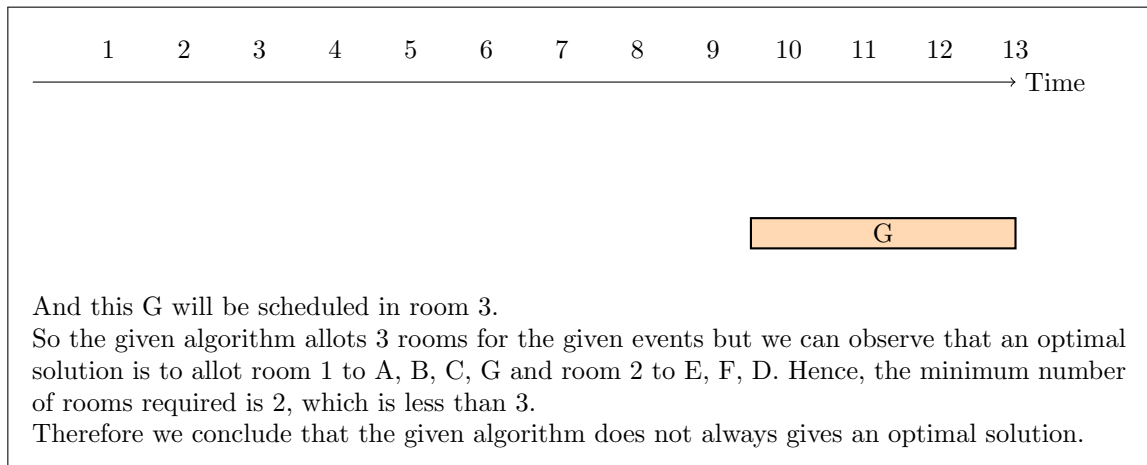 1 2 3 4 5 6 7 8 9 10 11 12 13
Time
G
And this G will be scheduled in room 3.
So the given algorithm allots 3 rooms for the given events but we can observe that an optimal
solution is to allot room 1 to A, B, C, G and room 2 to E, F, D. Hence, the minimum number
of rooms required is 2, which is less than 3.
Therefore we conclude that the given algorithm does not always gives an optimal solution.